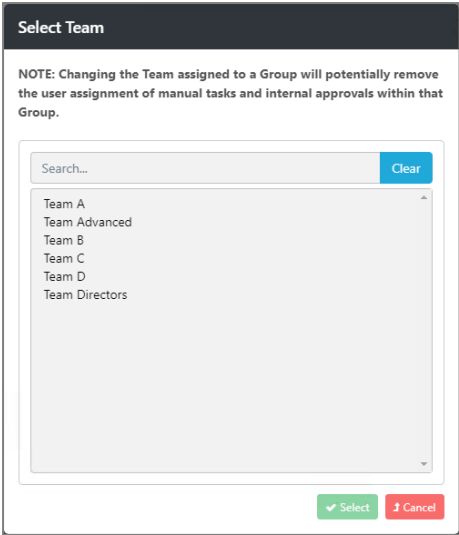 Select Team
NOTE: Changing the Team assigned to a Group will potentially remove
the user assignment of manual tasks and internal approvals within that
Group.
Search...
Clear
Team A
Team Advanced
Team B
Team C
Team D
Team Directors
Select
Cancel